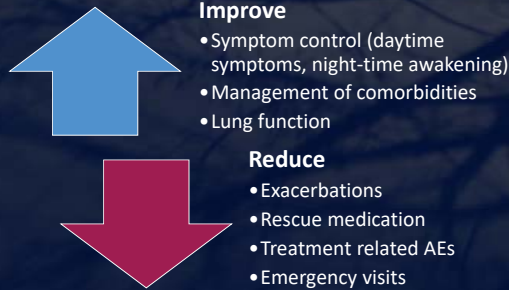 Improve
•Symptom control (daytime
symptoms, night-time awakening)
•Management of comorbidities
•Lung function
Reduce
•Exacerbations
•Rescue medication
•Treatment related AEs
•Emergency visits